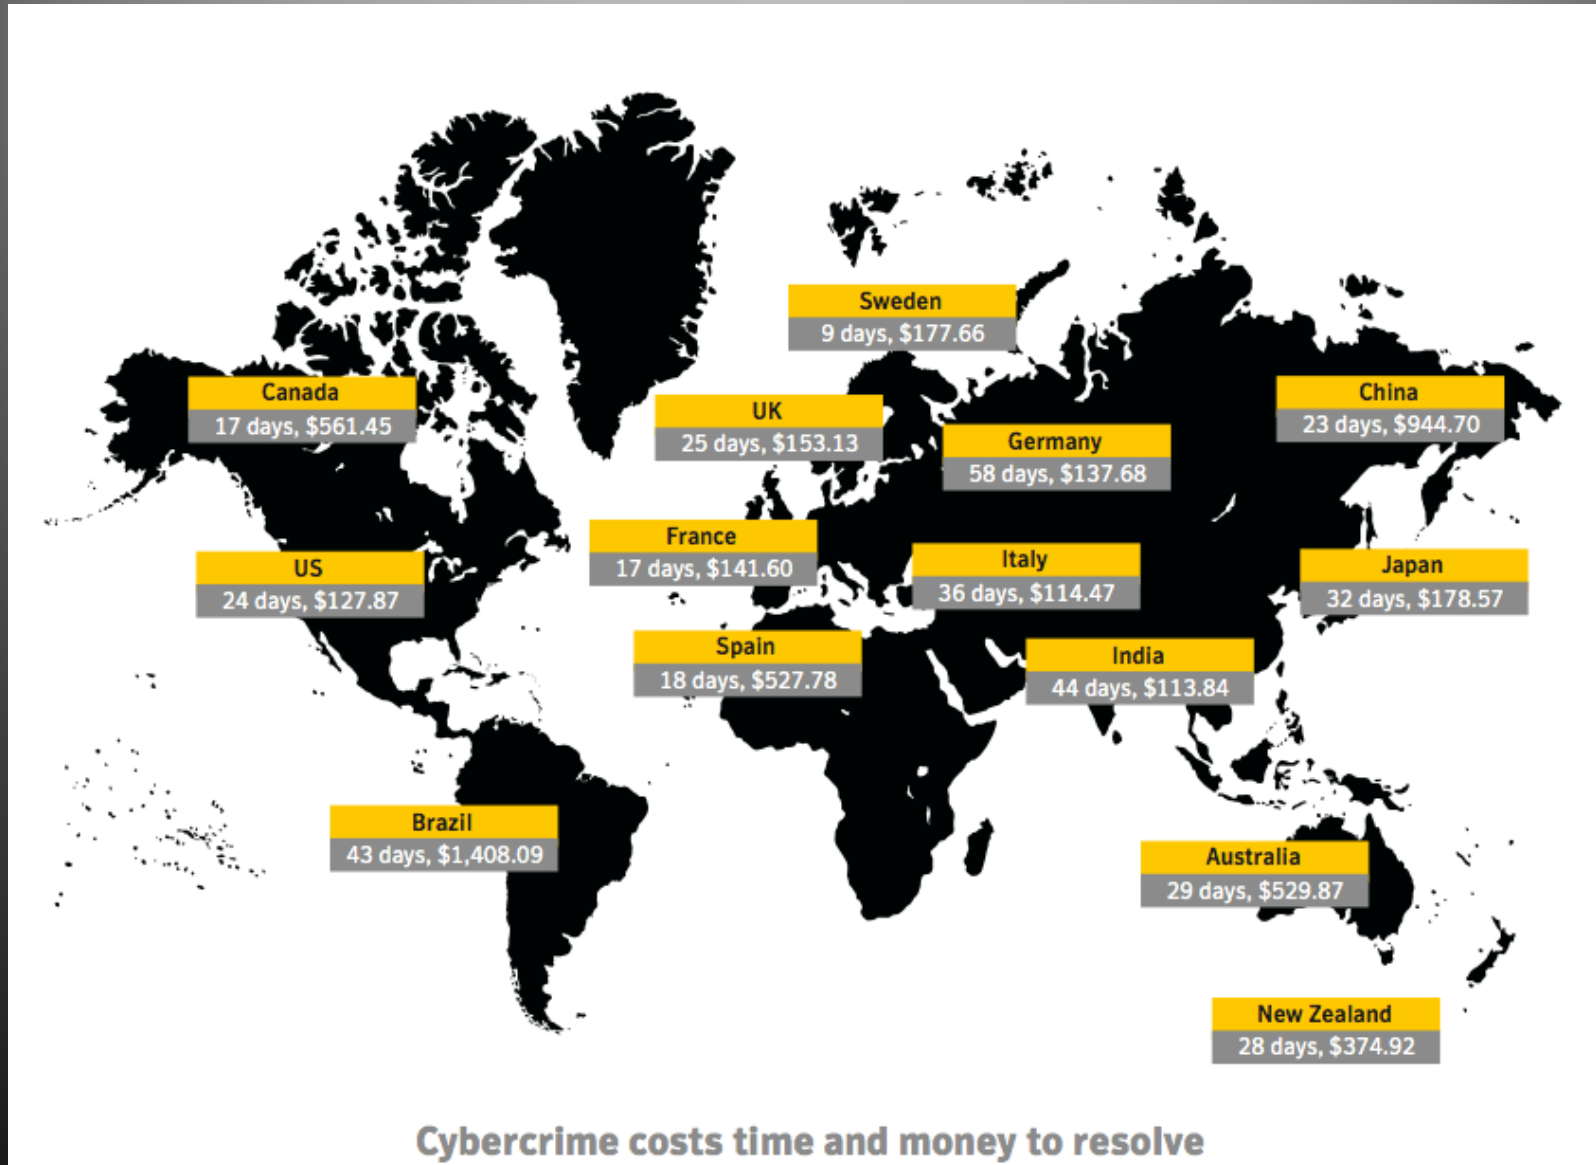 Sweden
9 days, $177.66
Canada
17 days, $561.45
UK
25 days, $153.13
Germany
58 days, $137.68
China
23 days, $944.70
France
17 days, $141.60
Italy
36 days, $114.47
US
24 days, $127.87
Japan
32 days, $178.57
Spain
18 days, $527.78
India
44 days, $113.84
Brazil
43 days, $1,408.09
Australia
29 days, $529.87
New Zealand
28 days, $374.92
Cybercrime costs time and money to resolve